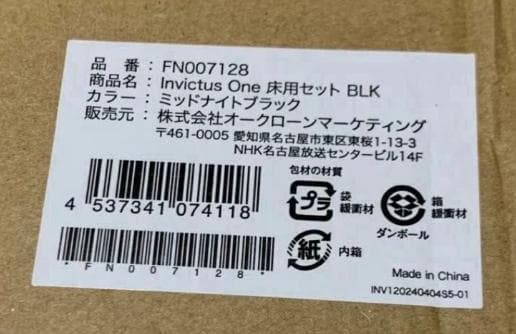 品 番: FN007128
商品名: Invictus One 床用セット BLK
カラー: ミッドナイトブラック
販売元: 株式会社オークローンマーケティング
〒461-0005 愛知県名古屋市東区東桜1-13-3
NHK名古屋放送センタービル14F
包材の材質
プラ
袋
緩衝材
箱
緩衝材
ダンボール
4 537341 074118
紙
内箱
*FN007128*
Made in China
INV120240404S5-01